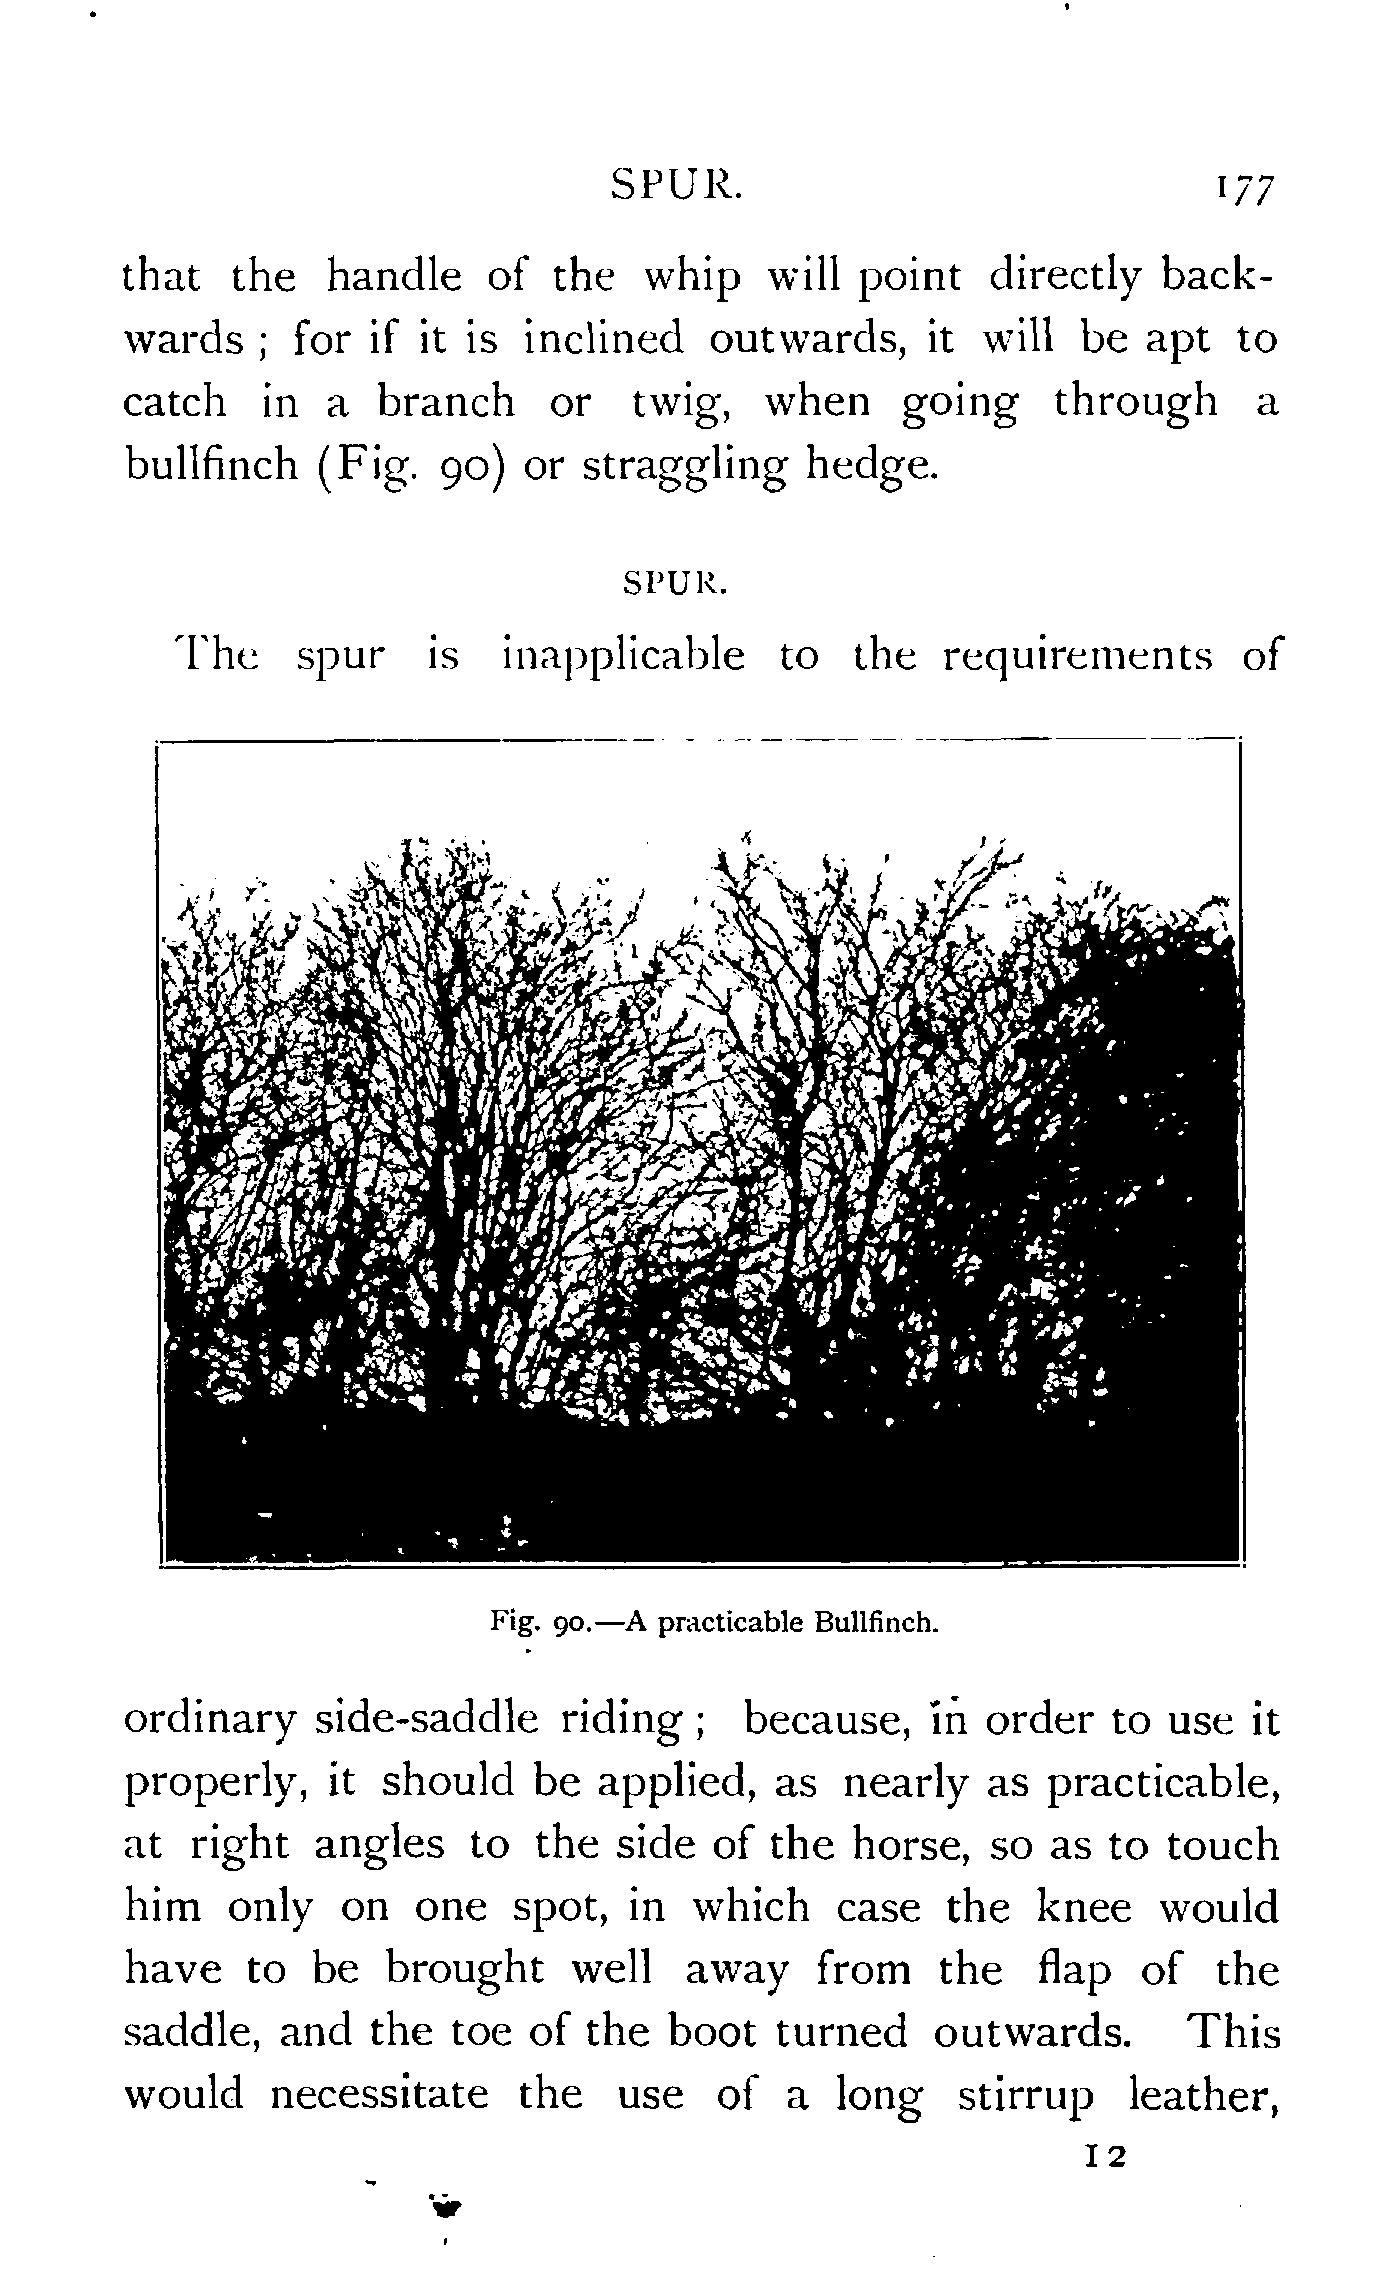 SPUR. 177
that the handle of the whip will point directly back-
wards ; for if it is inclined outwards, it will be apt to
catch in a branch or twig, when going through a
bullfinch (Fig. 90) or straggling hedge.
SPUR.
The spur is inapplicable to the requirements of
Fig. 90.—A practicable Bullfinch.
ordinary side-saddle riding ; because, in order to use it
properly, it should be applied, as nearly as practicable,
at right angles to the side of the horse, so as to touch
him only on one spot, in which case the knee would
have to be brought well away from the flap of the
saddle, and the toe of the boot turned outwards. This
would necessitate the use of a long stirrup leather,
12